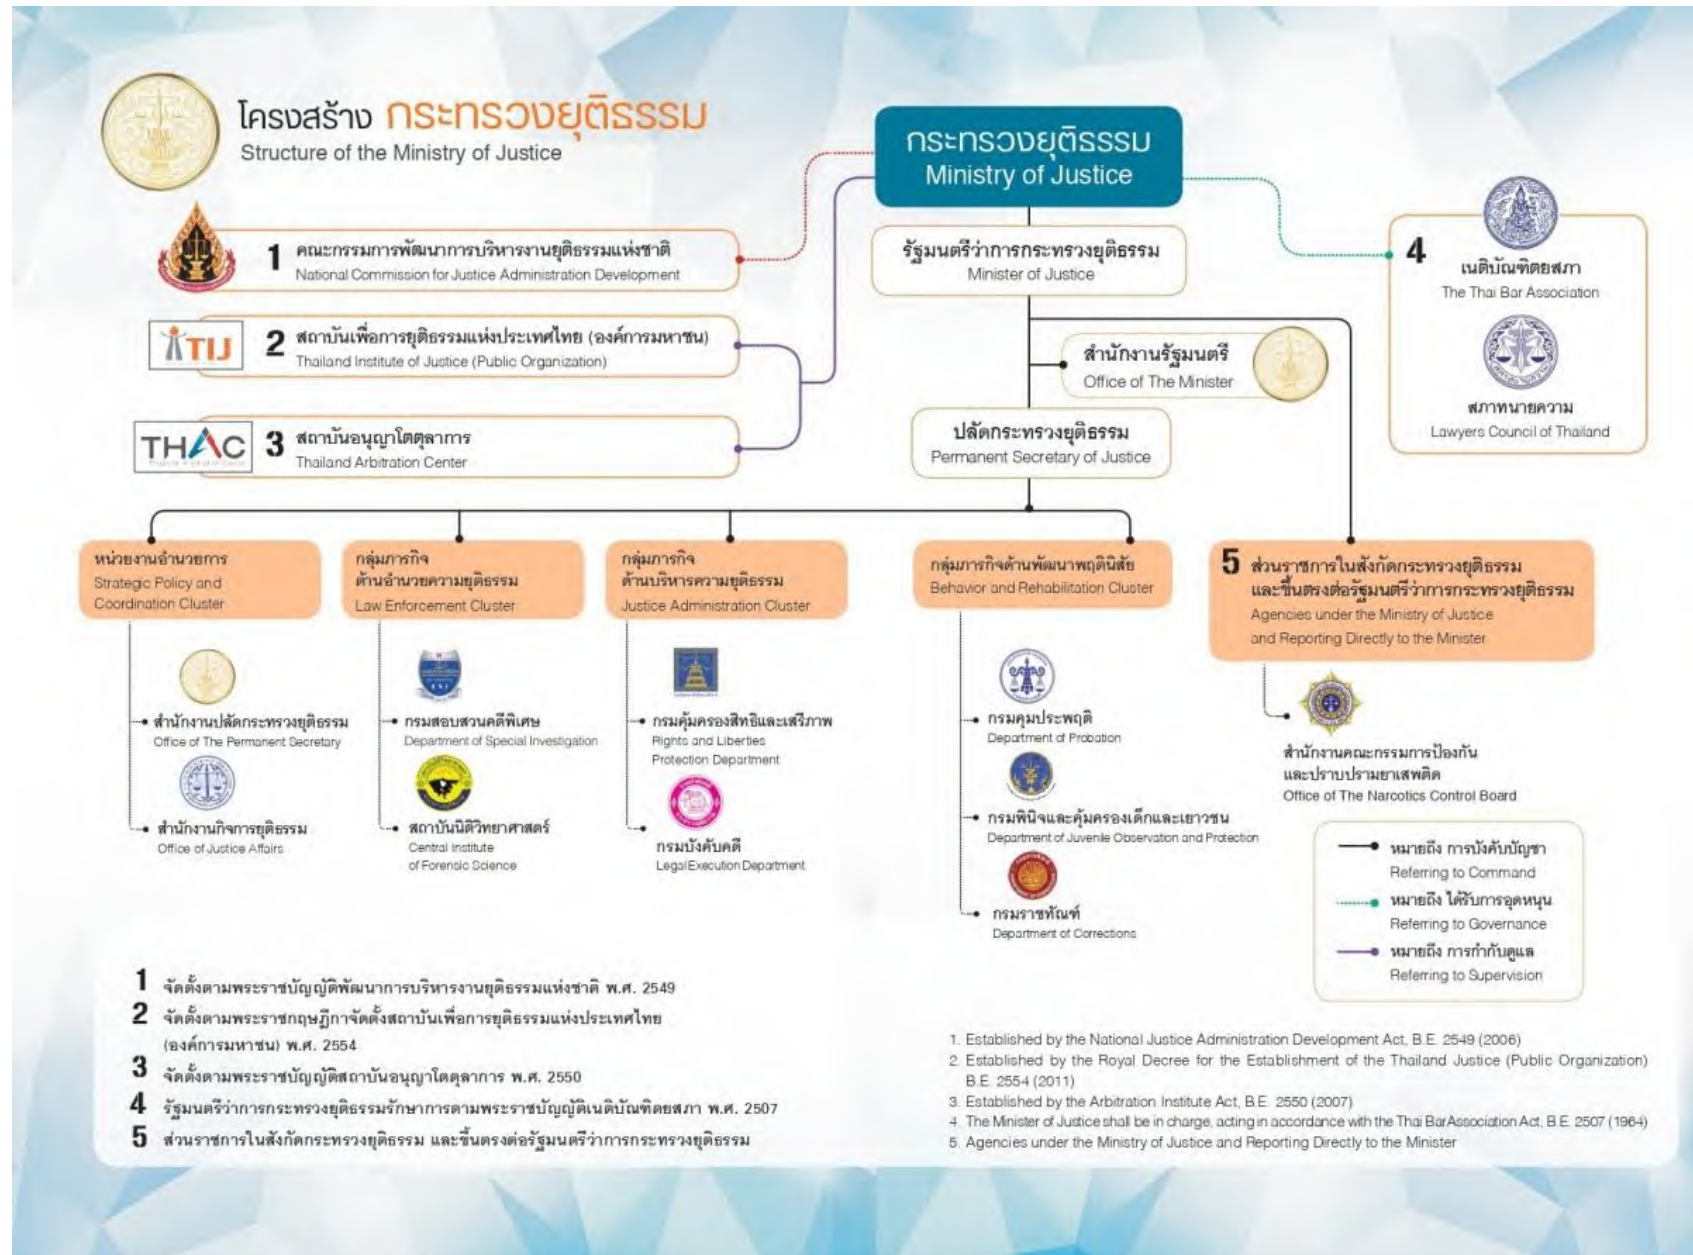 โครงสร้าง กระทรวงยุติธรรม
Structure of the Ministry of Justice
กระทรวงยุติธรรม
Ministry of Justice
1 คณะกรรมการพัฒนาการบริหารงานยุติธรรมแห่งชาติ
National Commission for Justice Administration Development
TIJ
2 สถาบันเพื่อการยุติธรรมแห่งประเทศไทย (องค์การมหาชน)
Thailand Institute of Justice (Public Organization)
THAC
3 สถาบันอนุญาโตตุลาการ
Thailand Arbitration Center
รัฐมนตรีว่าการกระทรวงยุติธรรม
Minister of Justice
สำนักงานรัฐมนตรี
Office of The Minister
ปลัดกระทรวงยุติธรรม
Permanent Secretary of Justice
4
เนติบัณฑิตยสภา
The Thai Bar Association
สภาทนายความ
Lawyers Council of Thailand
หน่วยงานอำนวยการ
Strategic Policy and
Coordination Cluster
สำนักงานปลัดกระทรวงยุติธรรม
Office of The Permanent Secretary
สำนักงานกิจการยุติธรรม
Office of Justice Affairs
กลุ่มภารกิจ
ด้านอำนวยความยุติธรรม
Law Enforcement Cluster
กรมสอบสวนคดีพิเศษ
Department of Special Investigation
สถาบันนิติวิทยาศาสตร์
Central Institute
of Forensic Science
กลุ่มภารกิจ
ด้านบริหารความยุติธรรม
Justice Administration Cluster
กรมคุ้มครองสิทธิและเสรีภาพ
Rights and Liberties
Protection Department
กรมบังคับคดี
Legal Execution Department
กลุ่มภารกิจด้านพัฒนาพฤตินิสัย
Behavior and Rehabilitation Cluster
กรมคุมประพฤติ
Department of Probation
กรมพินิจและคุ้มครองเด็กและเยาวชน
Department of Juvenile Observation and Protection
กรมราชทัณฑ์
Department of Corrections
5 ส่วนราชการในสังกัดกระทรวงยุติธรรม
และขึ้นตรงต่อรัฐมนตรีว่าการกระทรวงยุติธรรม
Agencies under the Ministry of Justice
and Reporting Directly to the Minister
สำนักงานคณะกรรมการป้องกัน
และปราบปรามยาเสพติด
Office of The Narcotics Control Board
หมายถึง การบังคับบัญชา
Referring to Command
หมายถึง ได้รับการอุดหนุน
Referring to Governance
หมายถึง การกำกับดูแล
Referring to Supervision
1 จัดตั้งตามพระราชบัญญัติพัฒนาการบริหารงานยุติธรรมแห่งชาติ พ.ศ. 2549
2 จัดตั้งตามพระราชกฤษฎีกาจัดตั้งสถาบันเพื่อการยุติธรรมแห่งประเทศไทย
(องค์การมหาชน) พ.ศ. 2554
3 จัดตั้งตามพระราชบัญญัติสถาบันอนุญาโตตุลาการ พ.ศ. 2550
4 รัฐมนตรีว่าการกระทรวงยุติธรรมรักษาการตามพระราชบัญญัติเนติบัณฑิตยสภา พ.ศ. 2507
5 ส่วนราชการในสังกัดกระทรวงยุติธรรม และขึ้นตรงต่อรัฐมนตรีว่าการกระทรวงยุติธรรม
1. Established by the National Justice Administration Development Act, B.E. 2549 (2006)
2. Established by the Royal Decree for the Establishment of the Thailand Justice (Public Organization)
B.E. 2554 (2011)
3. Established by the Arbitration Institute Act, B.E. 2550 (2007)
4. The Minister of Justice shall be in charge, acting in accordance with the Thai Bar Association Act, B.E. 2507 (1964)
5. Agencies under the Ministry of Justice and Reporting Directly to the Minister